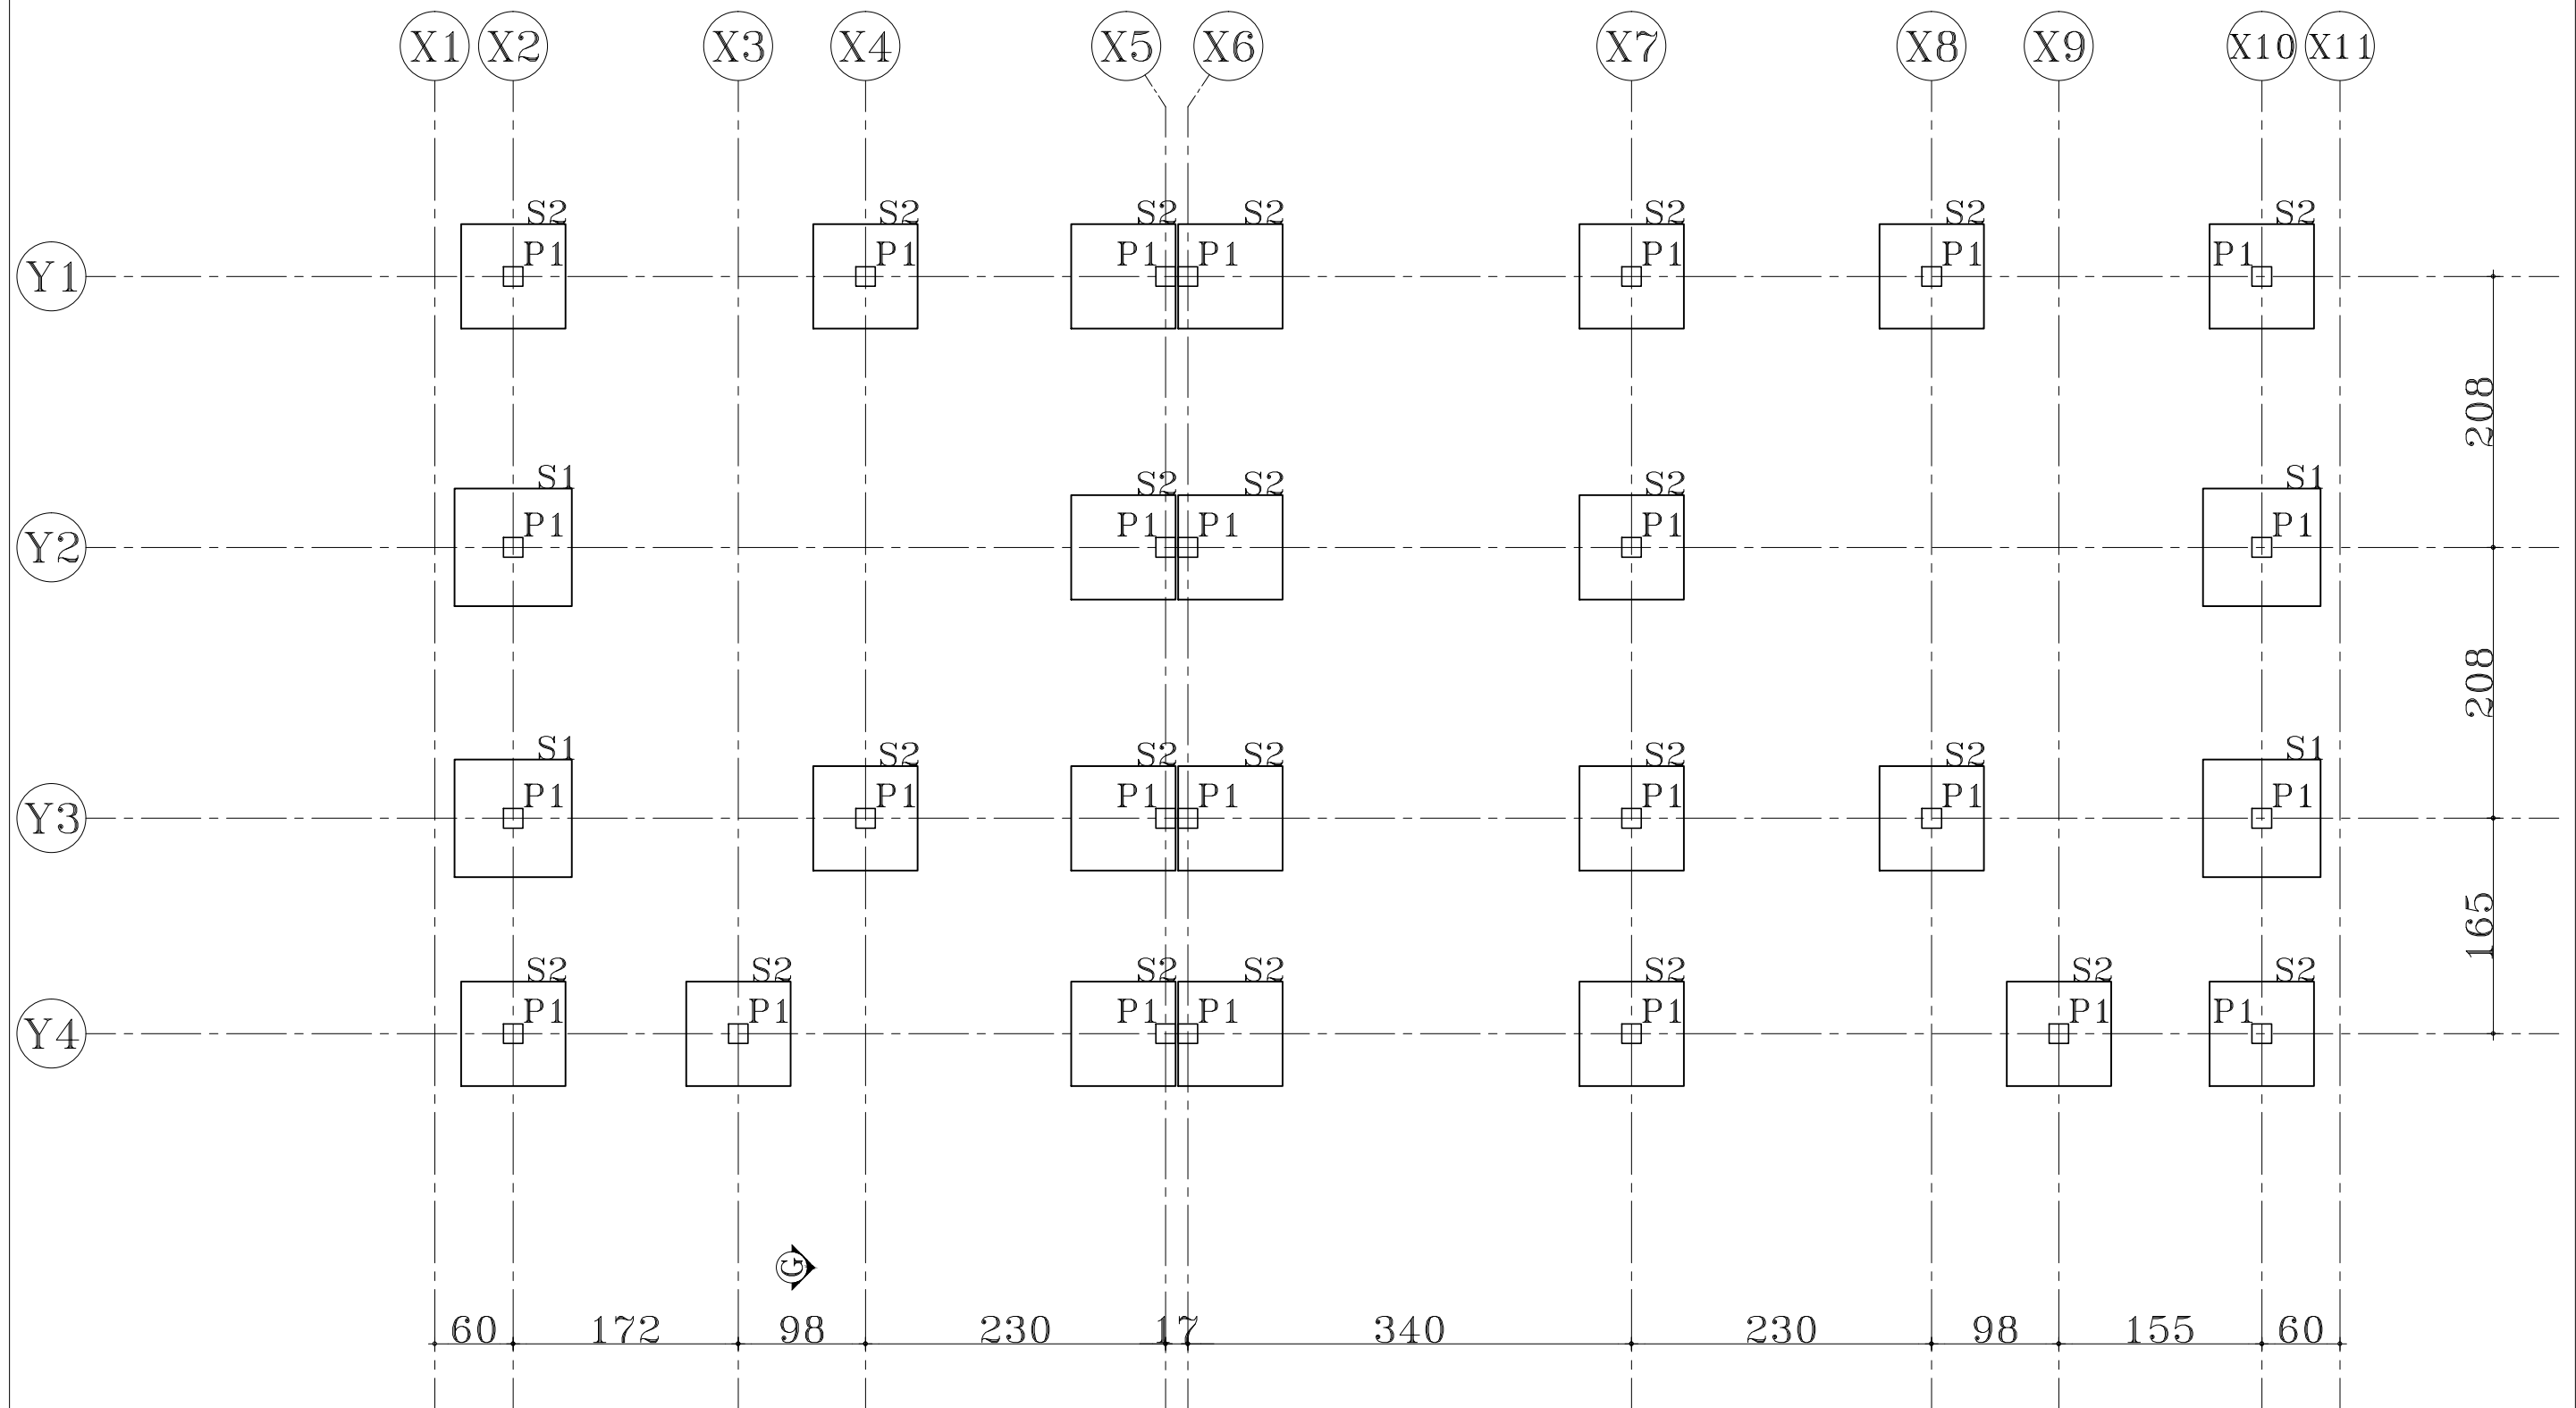 X1 X2 X3 X4 X5 X6 X7 X8 X9 X10 X11
S2 S2 S2 S2 S2 S2 S2
Y1 P1 P1 P1 P1 P1 P1 P1
208
S1 S2 S2 S2 S1
Y2 P1 P1 P1 P1 P1
208
S1 S2 S2 S2 S2 S2 S1
Y3 P1 P1 P1 P1 P1 P1 P1
165
S2 S2 S2 S2 S2 S2 S2
Y4 P1 P1 P1 P1 P1 P1 P1
G
60 172 98 230 17 340 230 98 155 60